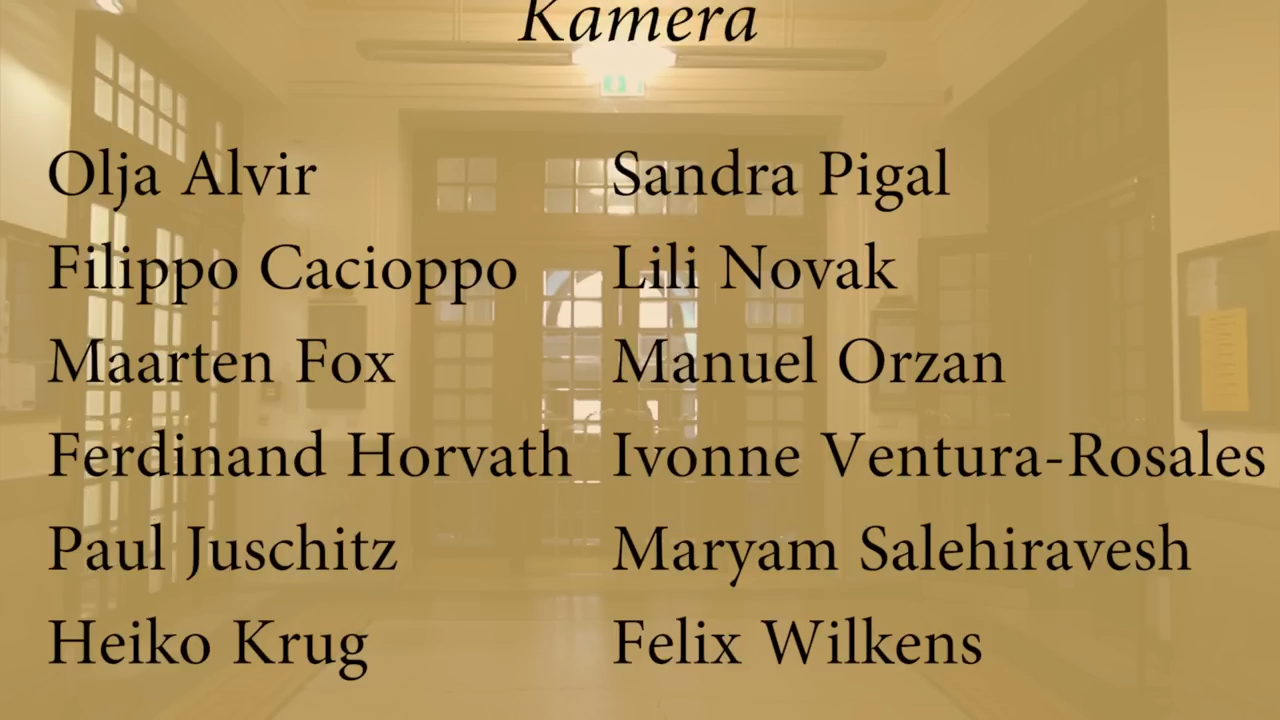 Kamera
Olja Alvir
Filippo Cacioppo
Maarten Fox
Ferdinand Horvath
Paul Juschitz
Heiko Krug
Sandra Pigal
Lili Novak
Manuel Orzan
Ivonne Ventura-Rosales
Maryam Salehiravesh
Felix Wilkens